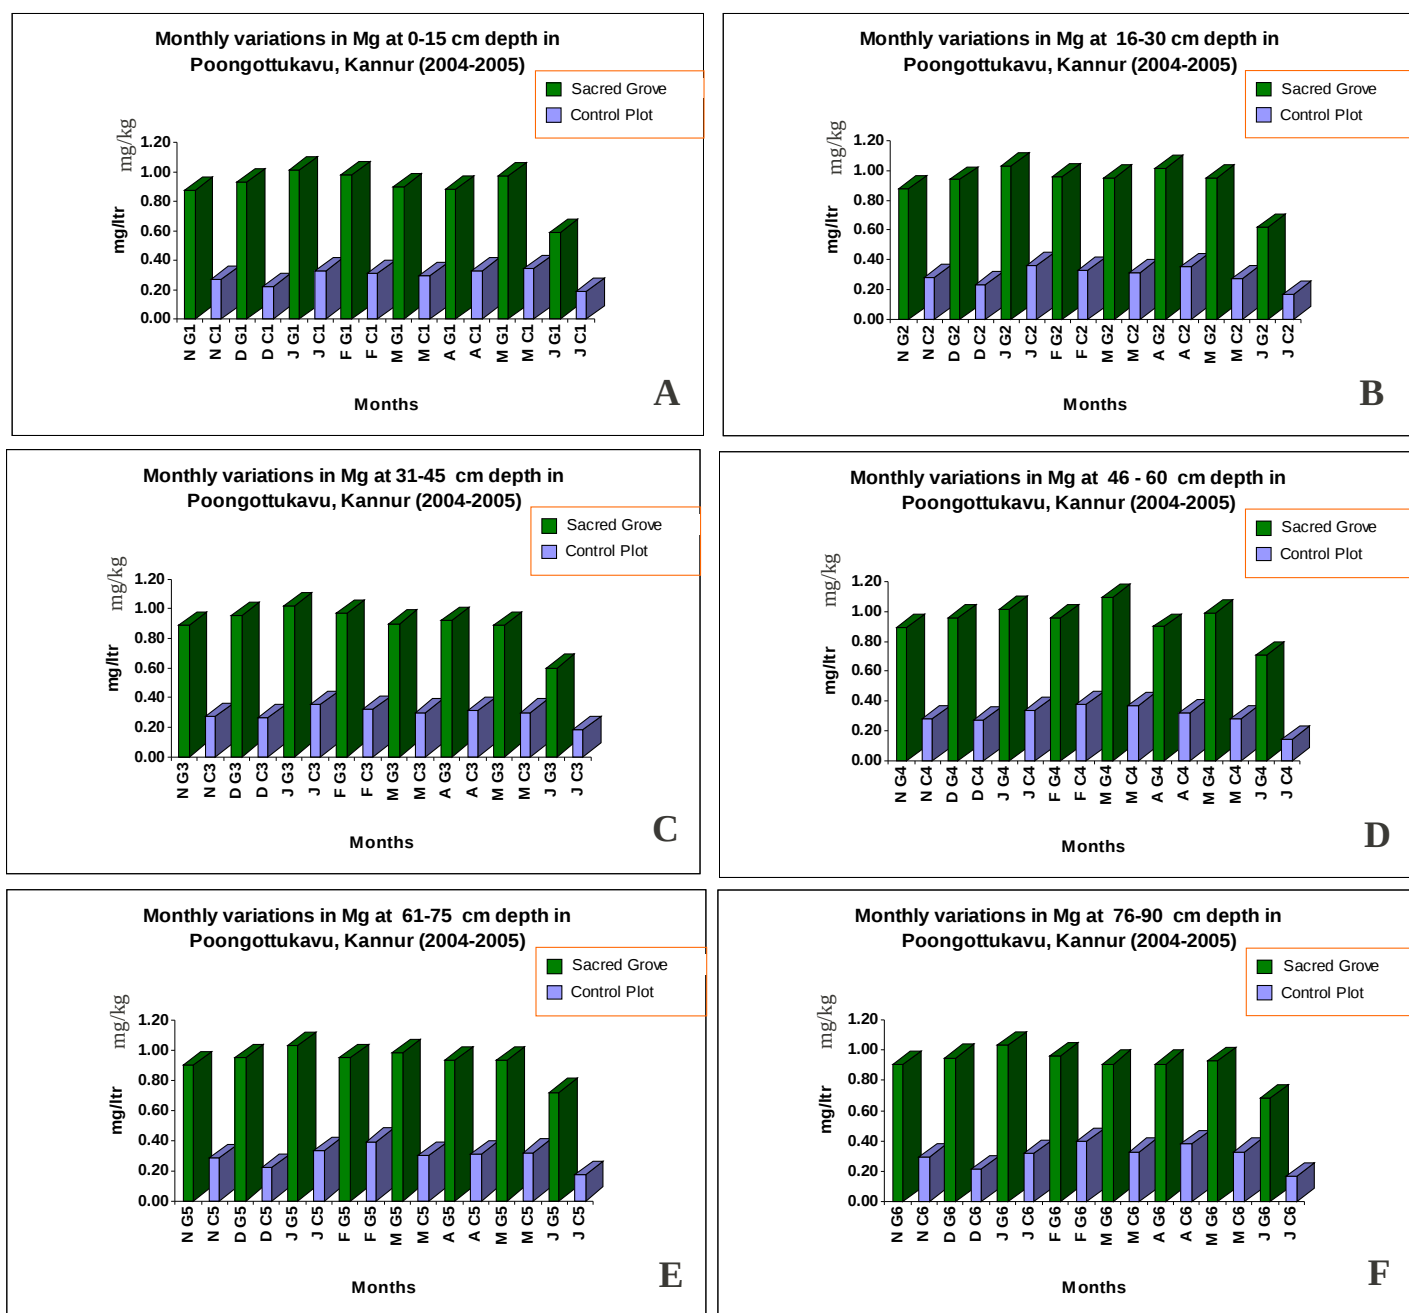 Monthly variations in Mg at 0-15 cm depth in
Poongottukavu, Kannur (2004-2005)
Sacred Grove
Control Plot
mg/kg
mg/ltr
1.20
1.00
0.80
0.60
0.40
0.20
0.00
N G1
N C1
D G1
D C1
J G1
J C1
F G1
F C1
M G1
M C1
A G1
A C1
M G1
M C1
J G1
J C1
Months
A
Monthly variations in Mg at 16-30 cm depth in
Poongottukavu, Kannur (2004-2005)
Sacred Grove
Control Plot
mg/kg
mg/ltr
1.20
1.00
0.80
0.60
0.40
0.20
0.00
N G2
N C2
D G2
D C2
J G2
J C2
F G2
F C2
M G2
M C2
A G2
A C2
M G2
M C2
J G2
J C2
Months
B
Monthly variations in Mg at 31-45 cm depth in
Poongottukavu, Kannur (2004-2005)
Sacred Grove
Control Plot
mg/kg
mg/ltr
1.20
1.00
0.80
0.60
0.40
0.20
0.00
N G3
N C3
D G3
D C3
J G3
J C3
F G3
F C3
M G3
M C3
A G3
A C3
M G3
M C3
J G3
J C3
Months
C
Monthly variations in Mg at 46 - 60 cm depth in
Poongottukavu, Kannur (2004-2005)
Sacred Grove
Control Plot
mg/kg
mg/ltr
1.20
1.00
0.80
0.60
0.40
0.20
0.00
N G4
N C4
D G4
D C4
J G4
J C4
F G4
F C4
M G4
M C4
A G4
A C4
M G4
M C4
J G4
J C4
Months
D
Monthly variations in Mg at 61-75 cm depth in
Poongottukavu, Kannur (2004-2005)
Sacred Grove
Control Plot
mg/kg
mg/ltr
1.20
1.00
0.80
0.60
0.40
0.20
0.00
N G5
N C5
D G5
D C5
J G5
J C5
F G5
F G5
M G5
M C5
A G5
A C5
M G5
M C5
J G5
J C5
Months
E
Monthly variations in Mg at 76-90 cm depth in
Poongottukavu, Kannur (2004-2005)
Sacred Grove
Control Plot
mg/kg
mg/ltr
1.20
1.00
0.80
0.60
0.40
0.20
0.00
N G6
N C6
D G6
D C6
J G6
J C6
F G6
F C6
M G6
M C6
A G6
A C6
M G6
M C6
J G6
J C6
Months
F